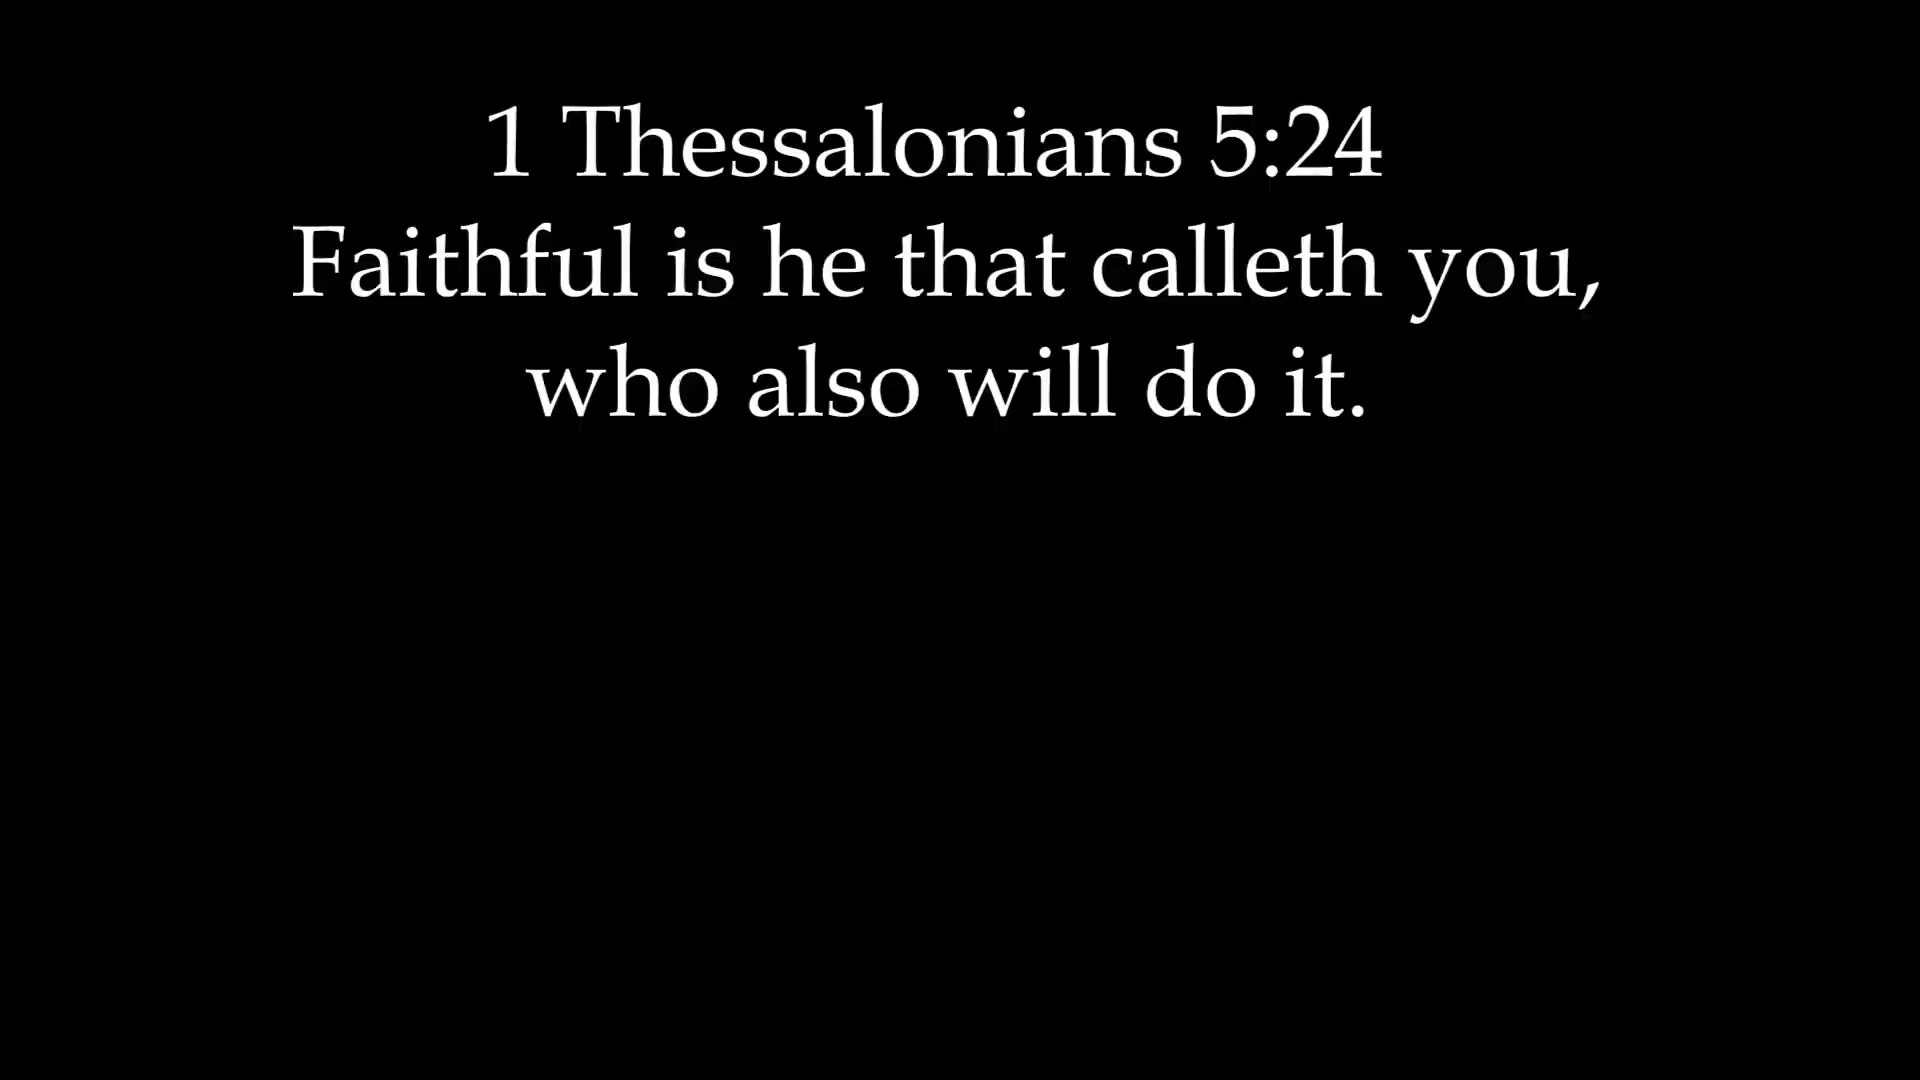 1 Thessalonians 5:24
Faithful is he that calleth you,
who also will do it.